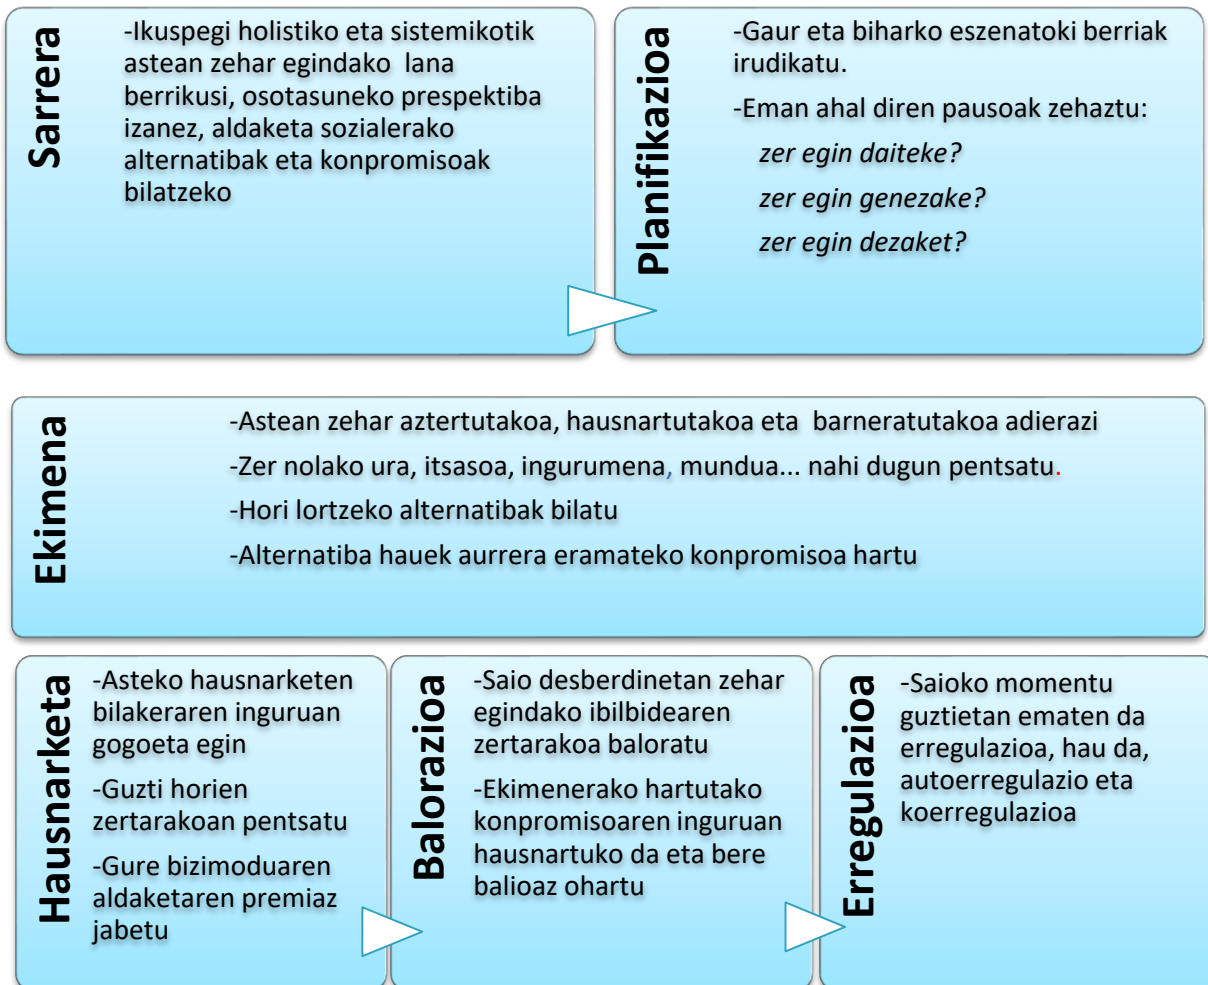 Sarrera
-Ikuspegi holistiko eta sistemikotik
astean zehar egindako lana
berrikusi, osotasuneko prespektiba
izanez, aldaketa sozialerako
alternatibak eta konpromisoak
bilatzeko
Planifikazioa
-Gaur eta biharko eszenatoki berriak
irudikatu.
-Eman ahal diren pausoak zehaztu:
zer egin daiteke?
zer egin genezake?
zer egin dezaket?
Ekimena
-Astean zehar aztertutakoa, hausnartutakoa eta barneratutakoa adierazi
-Zer nolako ura, itsasoa, ingurumena, mundua... nahi dugun pentsatu.
-Hori lortzeko alternatibak bilatu
-Alternatiba hauek aurrera eramateko konpromisoa hartu
Hausnarketa
-Asteko hausnarketen
bilakeraren inguruan
gogoeta egin
-Guzti horien
zertarakoan pentsatu
-Gure bizimoduaren
aldaketaren premiaz
jabetu
Balorazioa
-Saio desberdinetan zehar
egindako ibilbidearen
zertarakoa baloratu
-Ekimenerako hartutako
konpromisoaren inguruan
hausnartuko da eta bere
balioaz ohartu
Erregulazioa
-Saioko momentu
guztietan ematen da
erregulazioa, hau da,
autoerregulazio eta
koerregulazioa